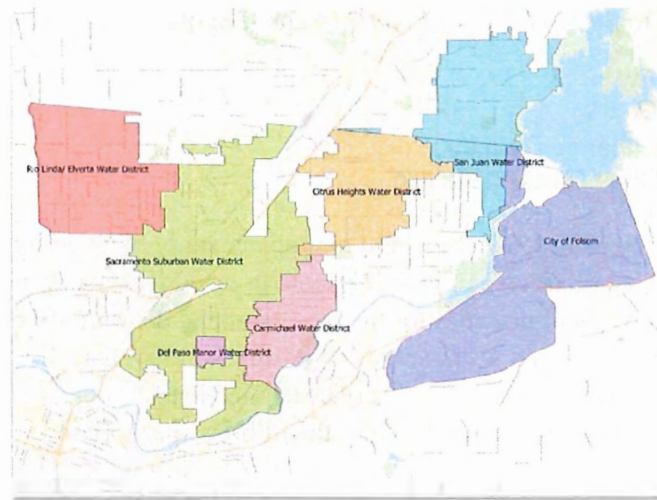 Rio Linda/ Elverta Water District
San Juan Water District
Citrus Heights Water District
City of Folsom
Sacramento Suburban Water District
Carmichael Water District
Del Paso Manor Water District